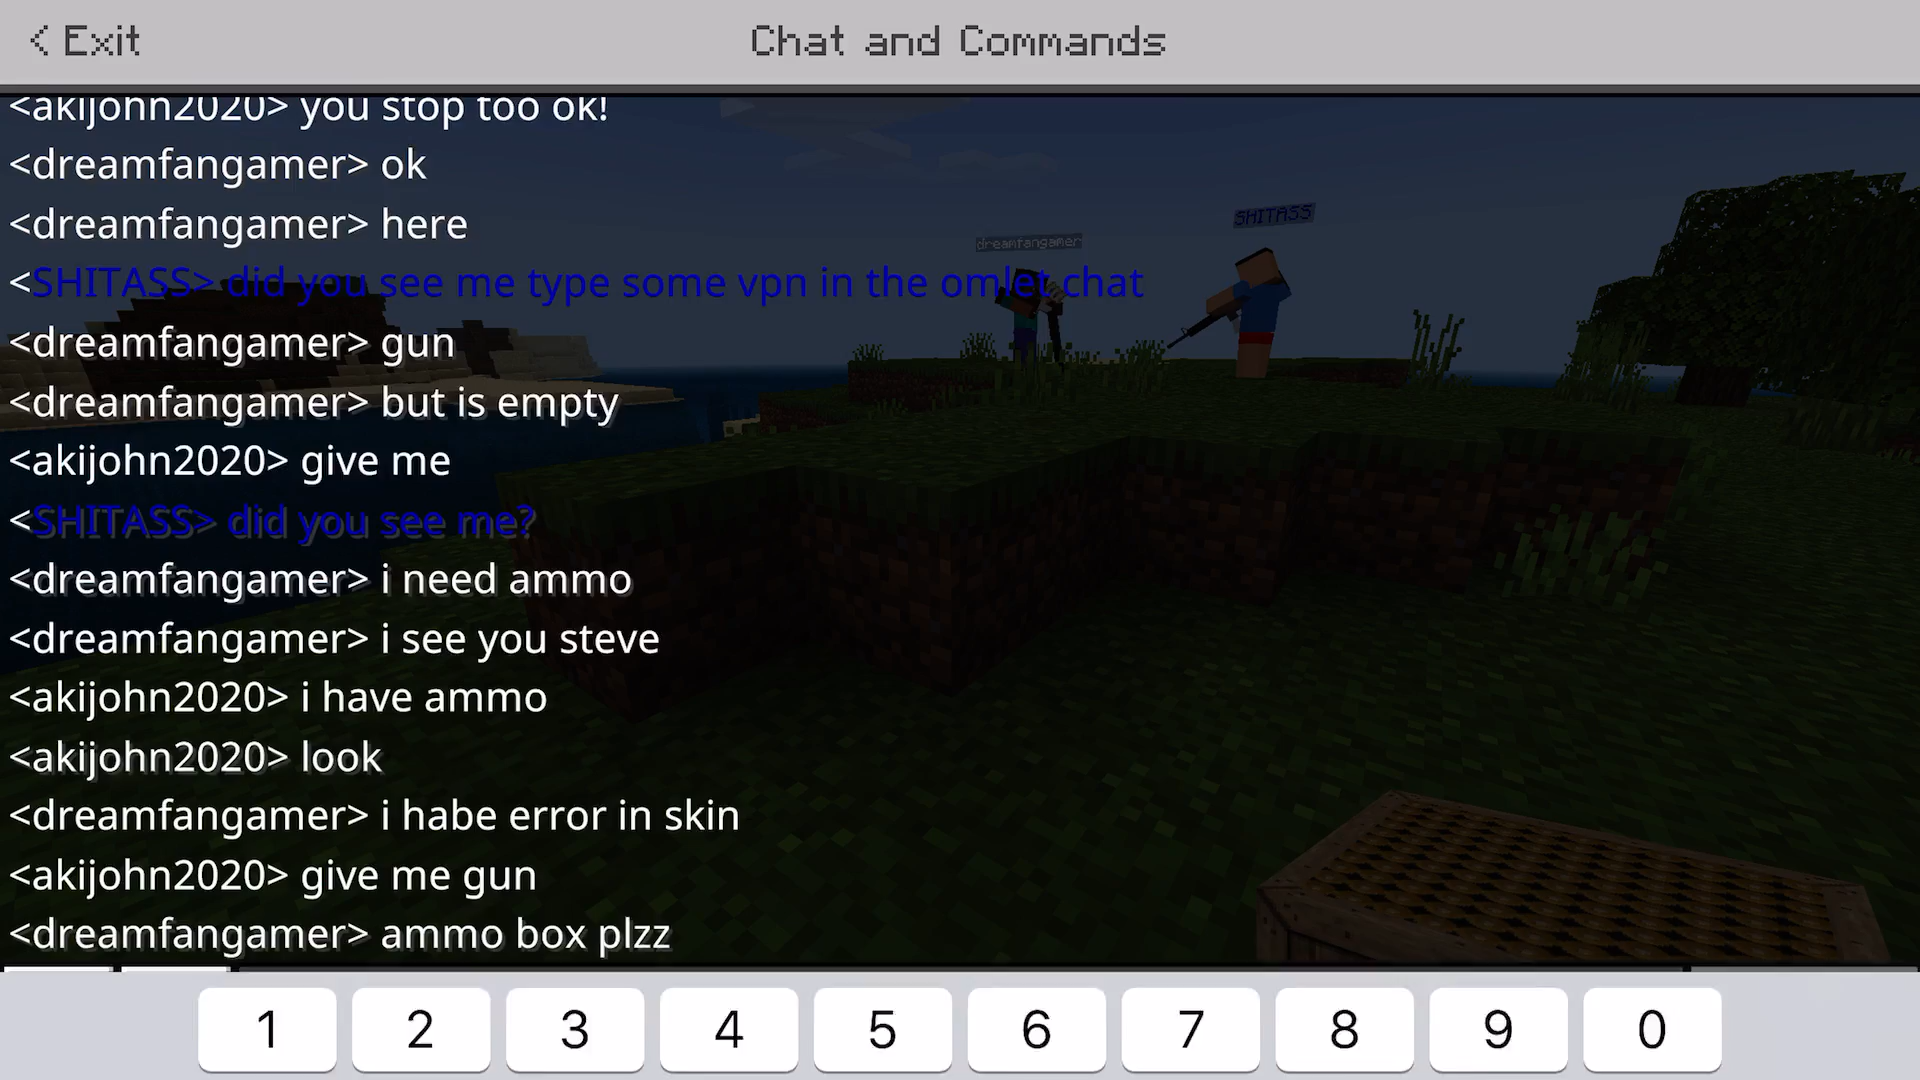 < Exit
Chat and Commands
<akijohn2020> you stop too ok!
<dreamfangamer> ok
<dreamfangamer> here
<SHITASS> did you see me type some vpn in the omlet chat
<dreamfangamer> gun
<dreamfangamer> but is empty
<akijohn2020> give me
<SHITASS> did you see me?
<dreamfangamer> i need ammo
<dreamfangamer> i see you steve
<akijohn2020> i have ammo
<akijohn2020> look
<dreamfangamer> i habe error in skin
<akijohn2020> give me gun
<dreamfangamer> ammo box plzz
dreamfangamer
SHITASS
1 2 3 4 5 6 7 8 9 0